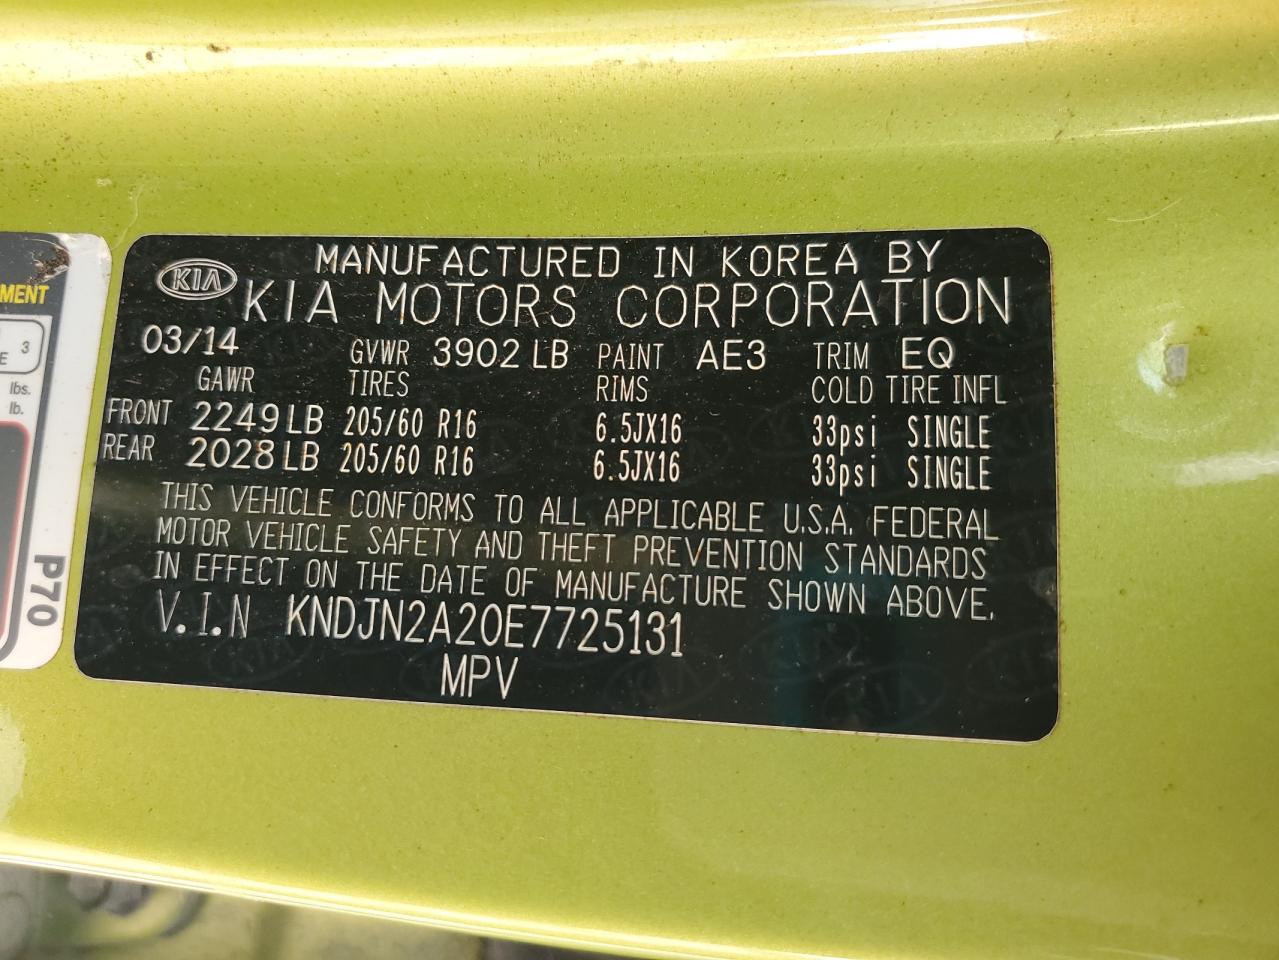 MANUFACTURED IN KOREA BY
KIA
KIA MOTORS CORPORATION
03/14 GVWR 3902 LB PAINT AE3 TRIM EQ
GAWR TIRES RIMS COLD TIRE INFL
FRONT 2249 LB 205/60 R16 6.5JX16 33psi SINGLE
REAR 2028 LB 205/60 R16 6.5JX16 33psi SINGLE
THIS VEHICLE CONFORMS TO ALL APPLICABLE U.S.A. FEDERAL
MOTOR VEHICLE SAFETY AND THEFT PREVENTION STANDARDS
IN EFFECT ON THE DATE OF MANUFACTURE SHOWN ABOVE.
V.I.N KNDJN2A20E7725131
MPV
MENT
3
lbs.
lb.
P70